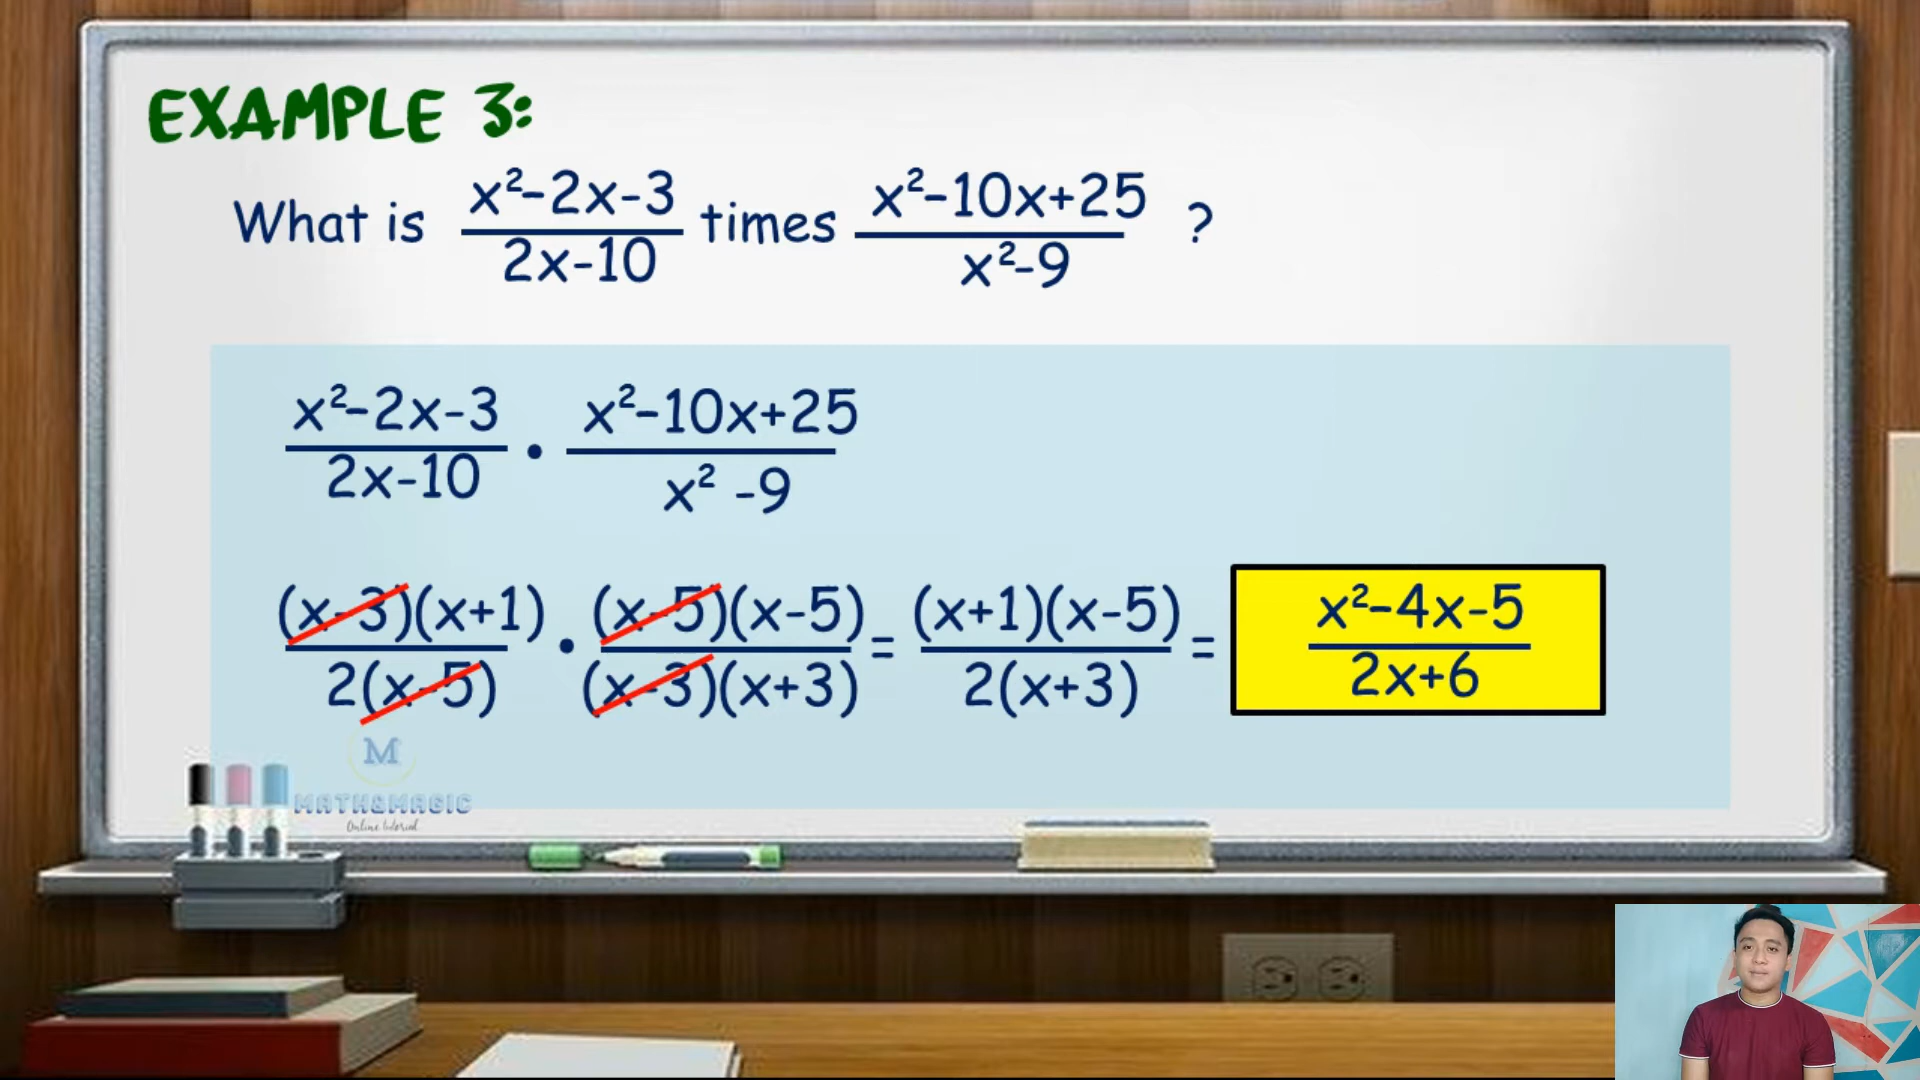 EXAMPLE 3:
What is x²-2x-3 / 2x-10 times x²-10x+25 / x²-9 ?
x²-2x-3 / 2x-10 • x²-10x+25 / x² -9
(x-3)(x+1) / 2(x-5) • (x-5)(x-5) / (x-3)(x+3) = (x+1)(x-5) / 2(x+3) = x²-4x-5 / 2x+6
M
MATH&MAGIC
Online tutorial